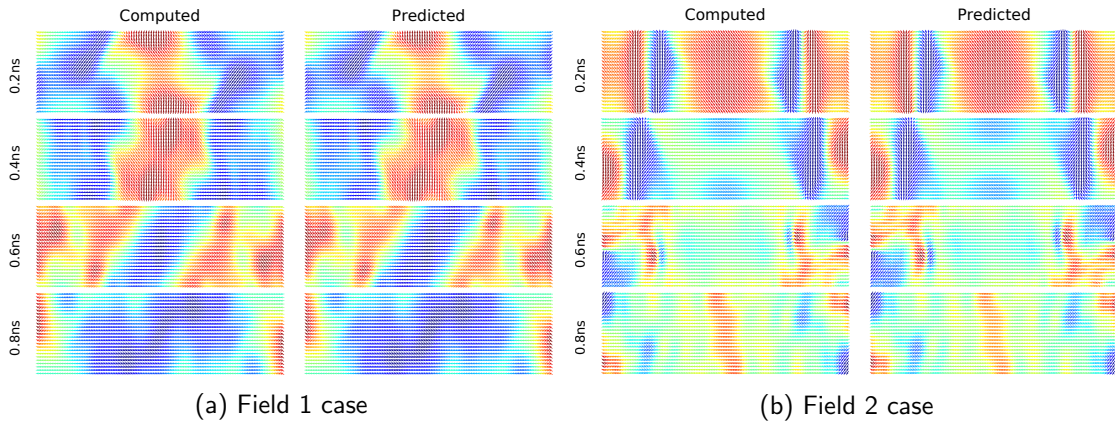 Computed Predicted
0.2ns
0.4ns
0.6ns
0.8ns
(a) Field 1 case
Computed Predicted
0.2ns
0.4ns
0.6ns
0.8ns
(b) Field 2 case